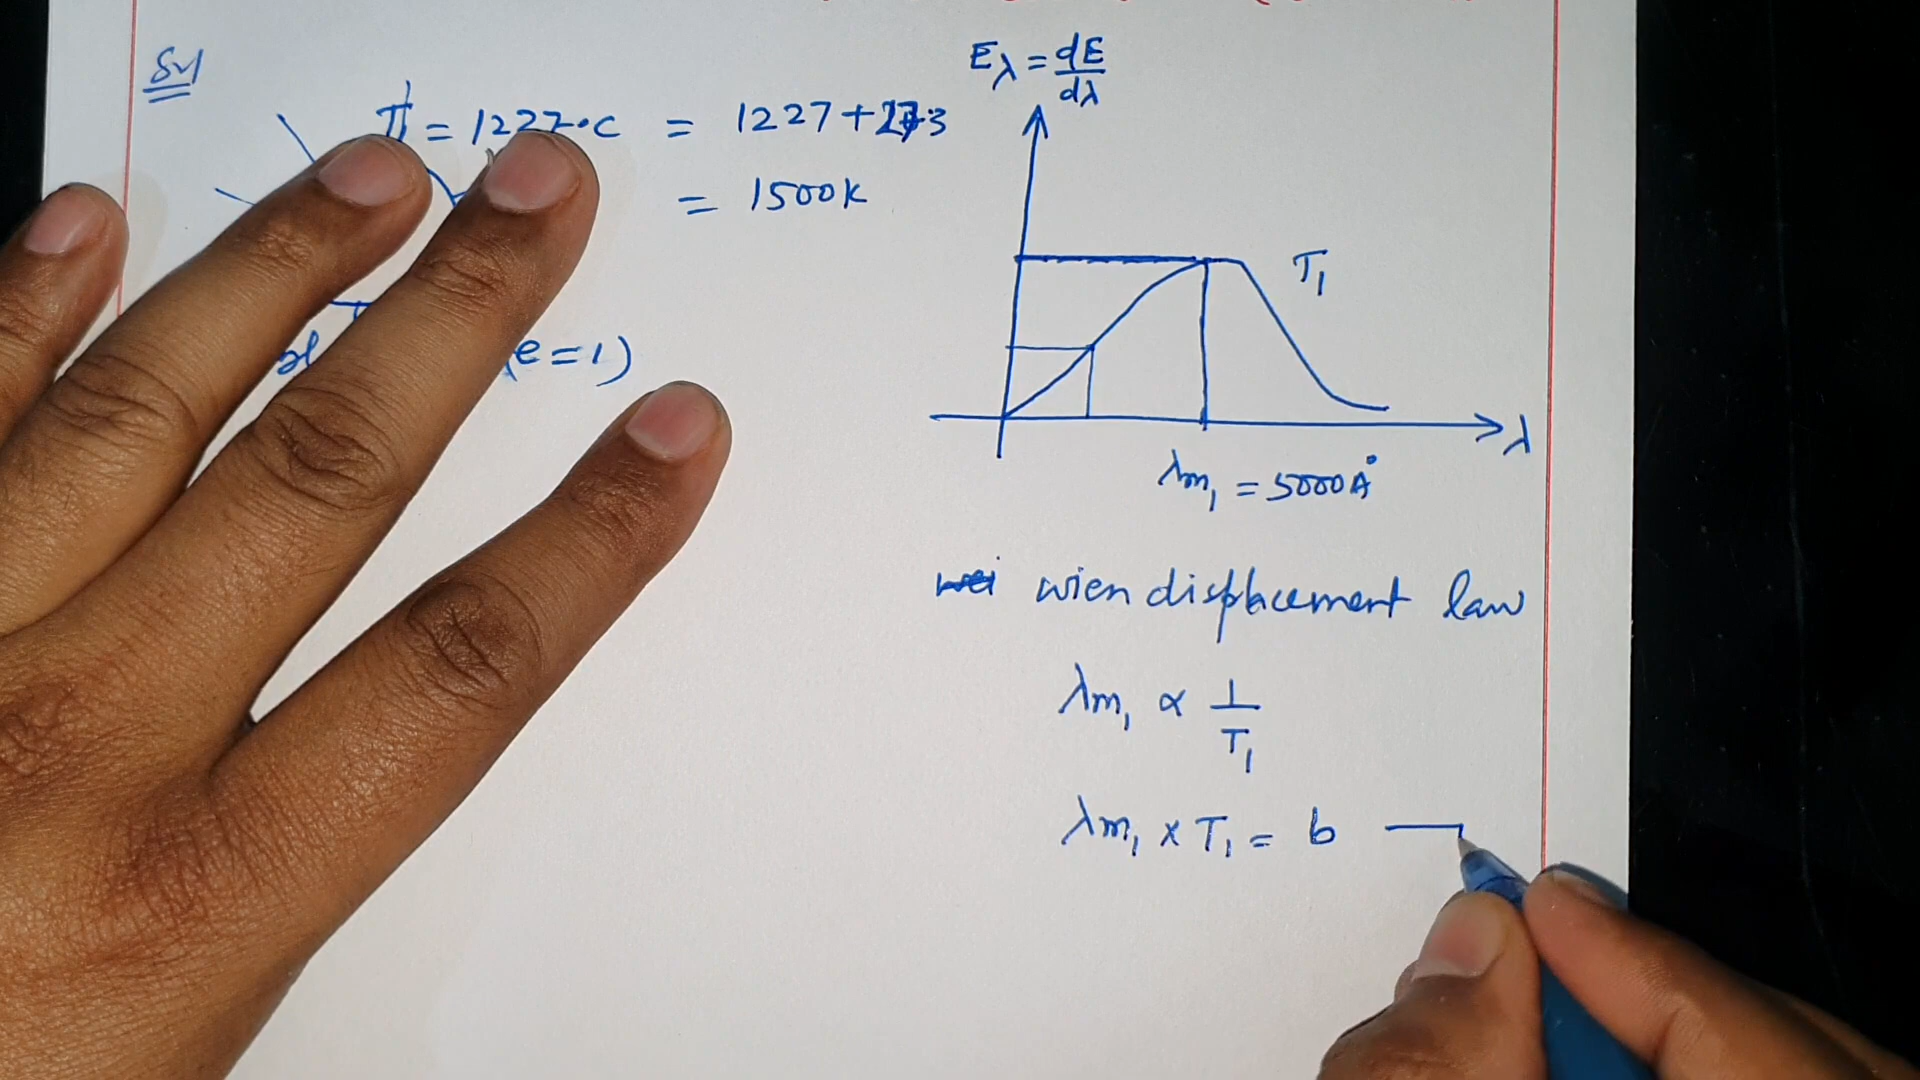 Sol
T₁ = 1227°C = 1227+273
= 1500K
(e=1)
Eλ = dE/dλ
T₁
λ
λm₁ = 5000Å
wien displacement law
λm₁ ∝ 1/T₁
λm₁ × T₁ = b